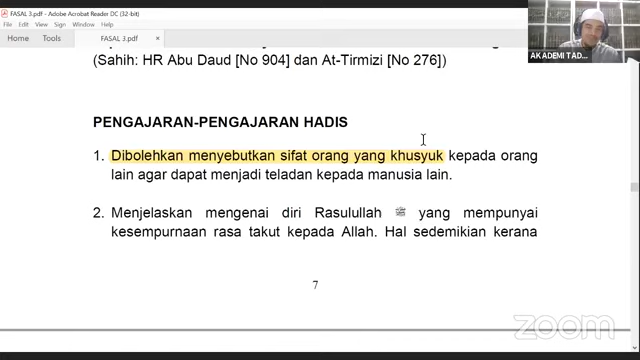 FASAL 3.pdf - Adobe Acrobat Reader DC (32-bit)
File Edit View Sign Window Help
Home Tools FASAL 3.pdf ×
(Sahih: HR Abu Daud [No 904] dan At-Tirmizi [No 276])
AKADEMI TAD...
PENGAJARAN-PENGAJARAN HADIS
1. Dibolehkan menyebutkan sifat orang yang khusyuk kepada orang
lain agar dapat menjadi teladan kepada manusia lain.
2. Menjelaskan mengenai diri Rasulullah ﷺ yang mempunyai
kesempurnaan rasa takut kepada Allah. Hal sedemikian kerana
7
zoom